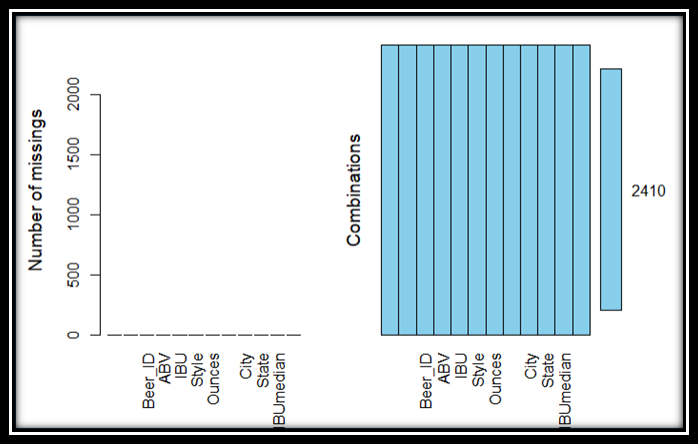 Number of missings
2000
1500
1000
500
0
Beer_ID
ABV
IBU
Style
Ounces
City
State
IBUmedian
Combinations
Beer_ID
ABV
IBU
Style
Ounces
City
State
IBUmedian
2410